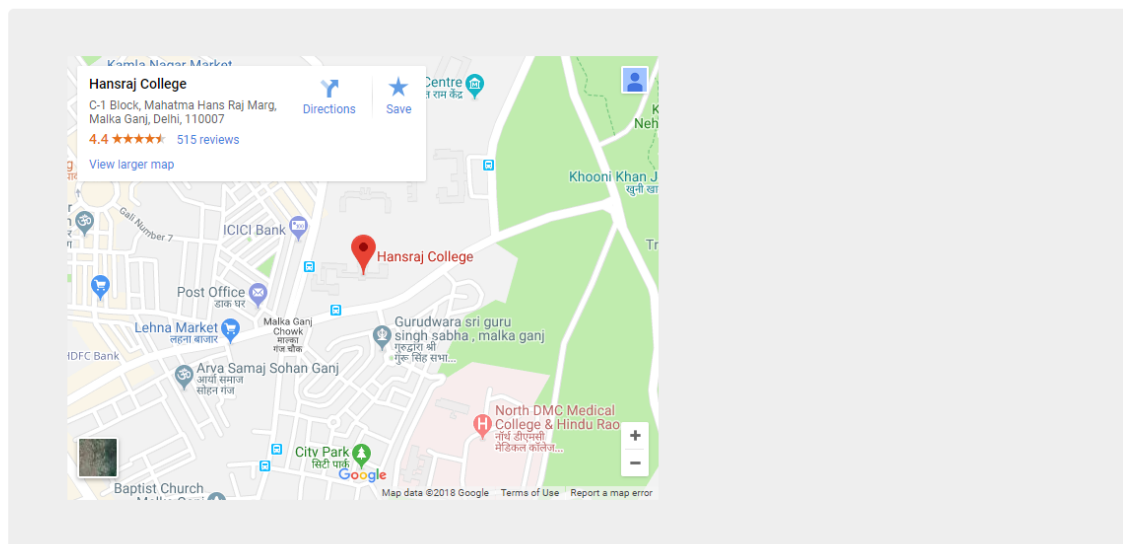 Kamla Nagar Market
Hansraj College
C-1 Block, Mahatma Hans Raj Marg,
Malka Ganj, Delhi, 110007
4.4
515 reviews
View larger map
Directions
Save
Centre
राम केंद्र
Neh
Khooni Khan J
खूनी खा
Tr
Gali Number 7
ICICI Bank
Hansraj College
Post Office
डाक घर
Lehna Market
लहना बाजार
Malka Ganj
Chowk
माल्का
गंज चौक
Gurudwara sri guru
singh sabha , malka ganj
गुरुद्वारा श्री
गुरू सिंह सभा...
HDFC Bank
Arya Samaj Sohan Ganj
आर्या समाज
सोहन गंज
North DMC Medical
College & Hindu Rao
नॉर्थ डीएमसी
मेडिकल कॉलेज...
City Park
सिटी पार्क
Google
Baptist Church
Map data ©2018 Google
Terms of Use
Report a map error